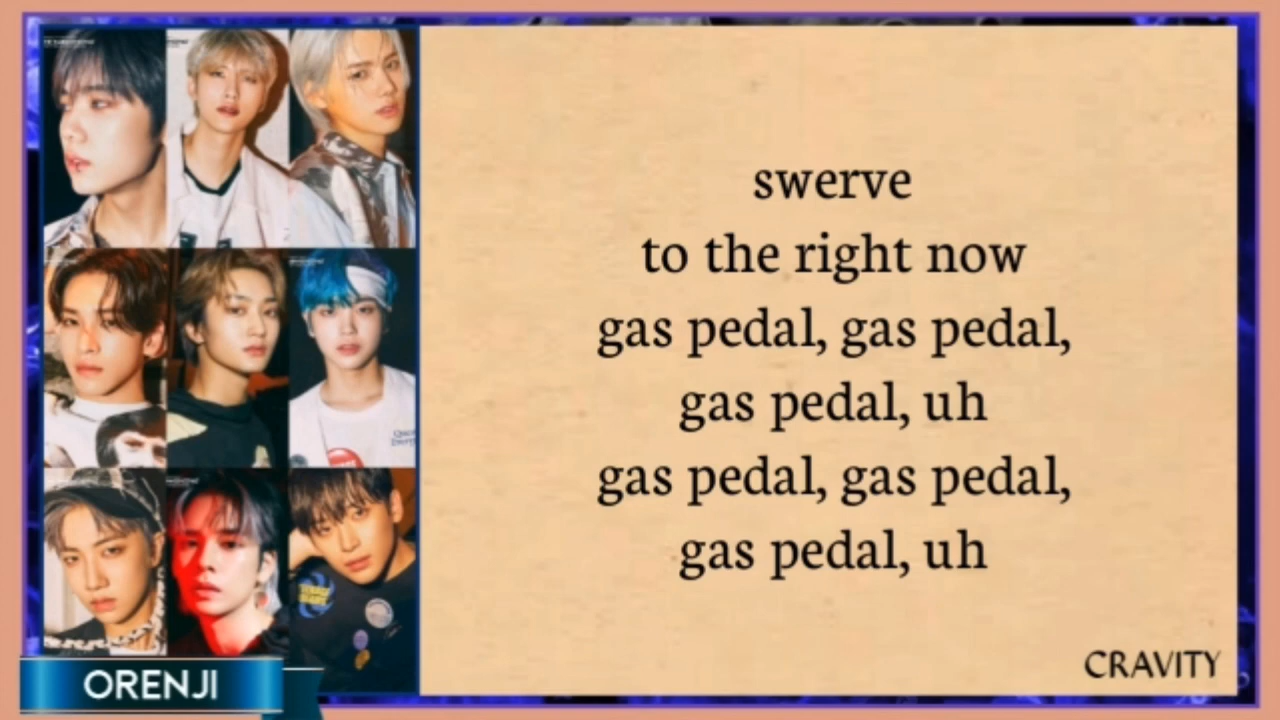 swerve
to the right now
gas pedal, gas pedal,
gas pedal, uh
gas pedal, gas pedal,
gas pedal, uh
CRAVITY
ORENJI